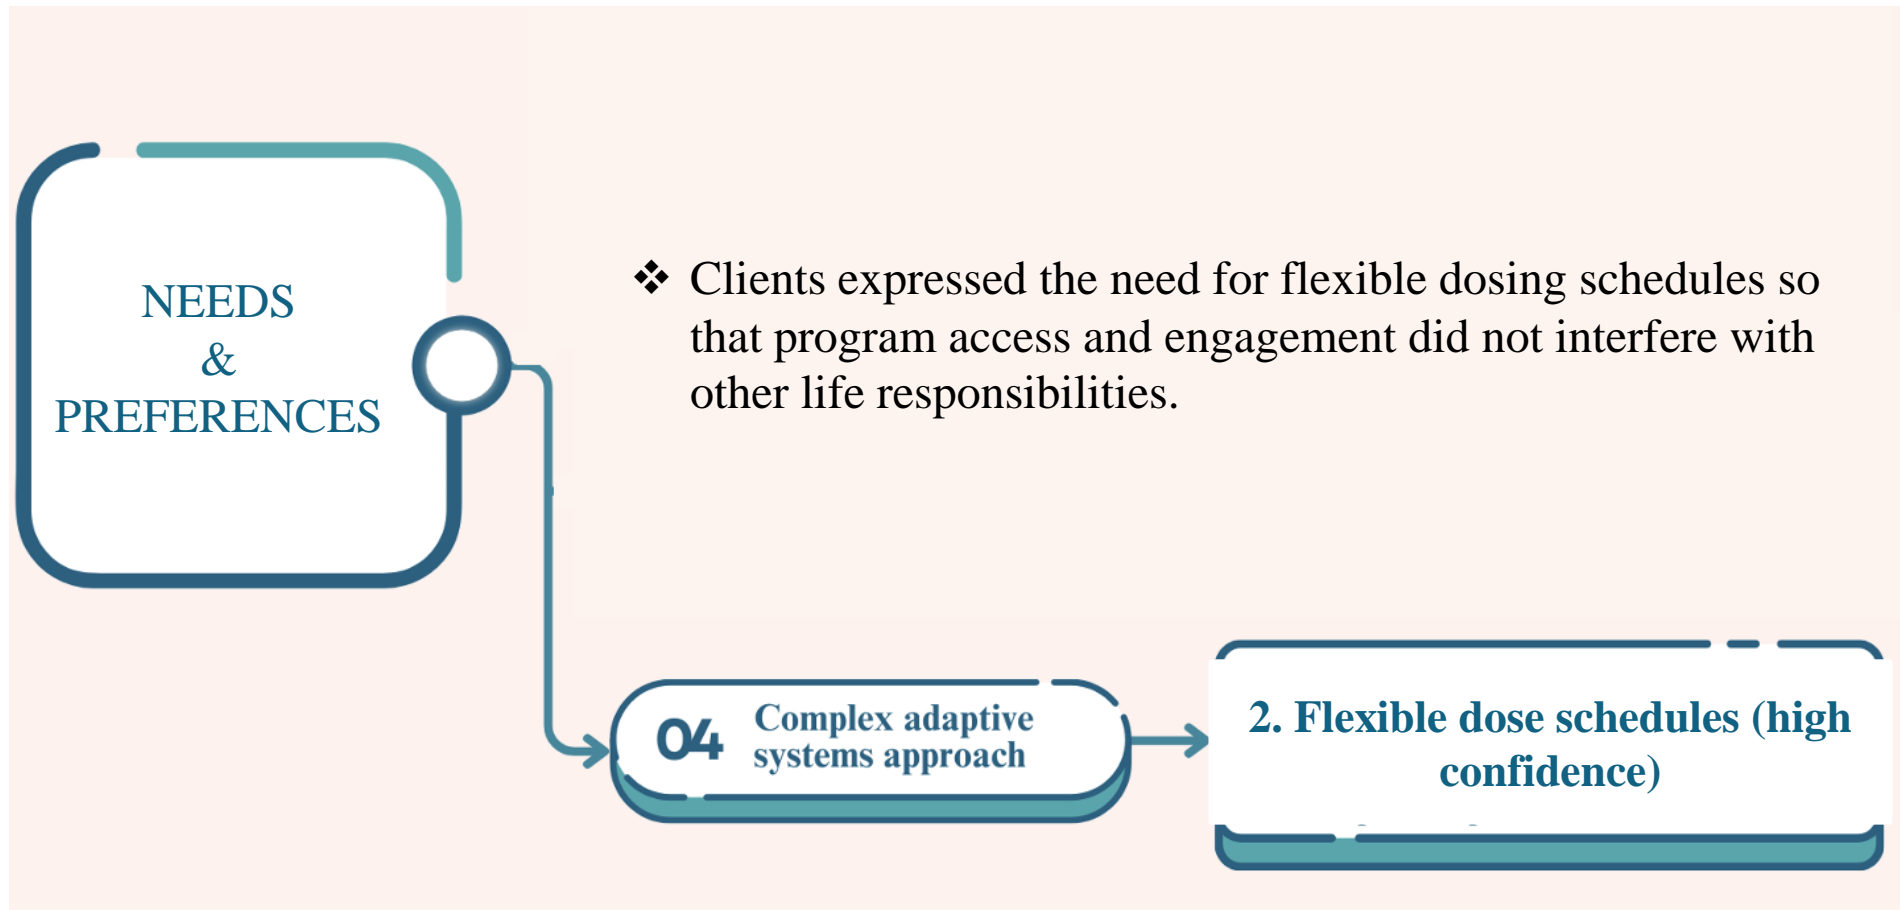 NEEDS
&
PREFERENCES
❖ Clients expressed the need for flexible dosing schedules so
that program access and engagement did not interfere with
other life responsibilities.
04 Complex adaptive
systems approach
2. Flexible dose schedules (high
confidence)